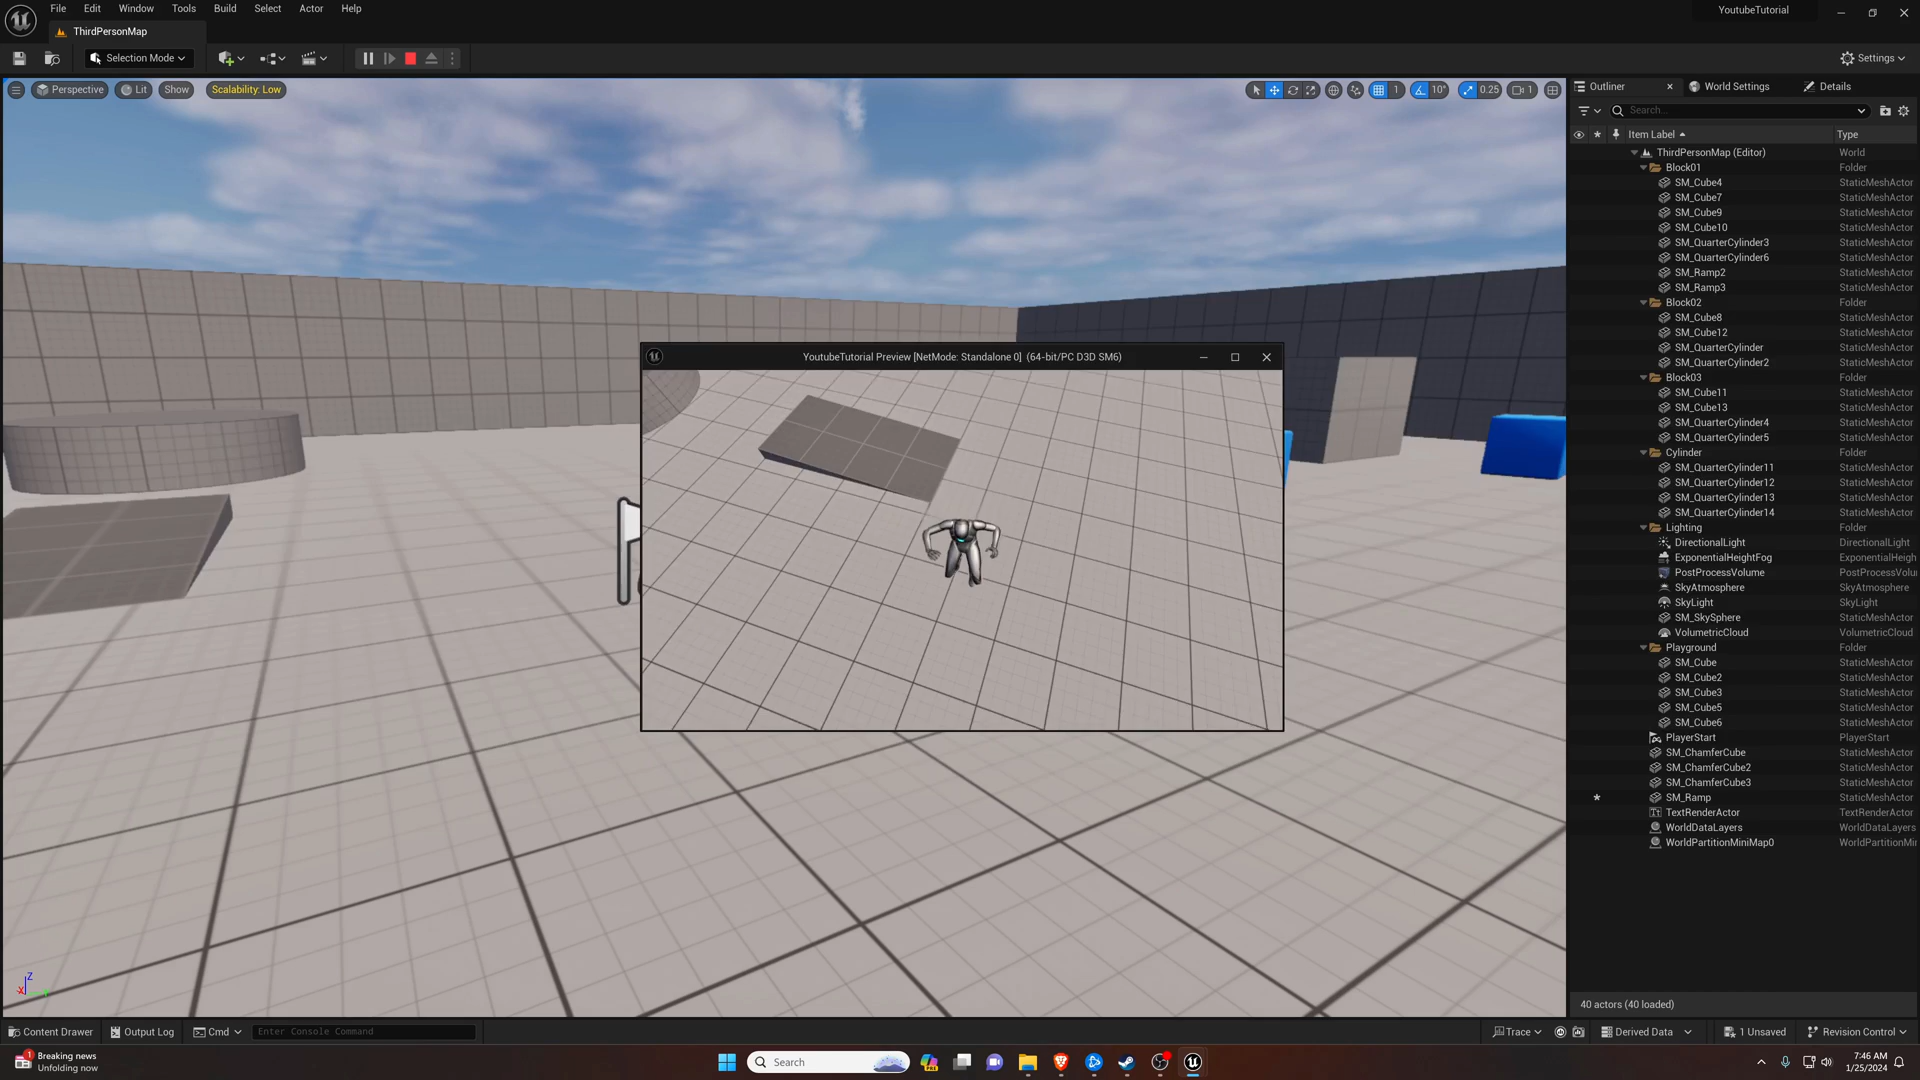 File Edit Window Tools Build Select Actor Help
YoutubeTutorial
ThirdPersonMap
Selection Mode
Settings
Perspective Lit Show Scalability: Low
1 10° 0.25 1
Outliner World Settings Details
Search...
Item Label Type
ThirdPersonMap (Editor) World
Block01 Folder
SM_Cube4 StaticMeshActor
SM_Cube7 StaticMeshActor
SM_Cube9 StaticMeshActor
SM_Cube10 StaticMeshActor
SM_QuarterCylinder3 StaticMeshActor
SM_QuarterCylinder6 StaticMeshActor
SM_Ramp2 StaticMeshActor
SM_Ramp3 StaticMeshActor
Block02 Folder
SM_Cube8 StaticMeshActor
SM_Cube12 StaticMeshActor
SM_QuarterCylinder StaticMeshActor
SM_QuarterCylinder2 StaticMeshActor
Block03 Folder
SM_Cube11 StaticMeshActor
SM_Cube13 StaticMeshActor
SM_QuarterCylinder4 StaticMeshActor
SM_QuarterCylinder5 StaticMeshActor
Cylinder Folder
SM_QuarterCylinder11 StaticMeshActor
SM_QuarterCylinder12 StaticMeshActor
SM_QuarterCylinder13 StaticMeshActor
SM_QuarterCylinder14 StaticMeshActor
Lighting Folder
DirectionalLight DirectionalLight
ExponentialHeightFog ExponentialHeigh
PostProcessVolume PostProcessVolu
SkyAtmosphere SkyAtmosphere
SkyLight SkyLight
SM_SkySphere StaticMeshActor
VolumetricCloud VolumetricCloud
Playground Folder
SM_Cube StaticMeshActor
SM_Cube2 StaticMeshActor
SM_Cube3 StaticMeshActor
SM_Cube5 StaticMeshActor
SM_Cube6 StaticMeshActor
PlayerStart PlayerStart
SM_ChamferCube StaticMeshActor
SM_ChamferCube2 StaticMeshActor
SM_ChamferCube3 StaticMeshActor
SM_Ramp StaticMeshActor
TextRenderActor TextRenderActor
WorldDataLayers WorldDataLayers
WorldPartitionMiniMap0 WorldPartitionMi
40 actors (40 loaded)
YoutubeTutorial Preview [NetMode: Standalone 0] (64-bit/PC D3D SM6)
Z
X
Content Drawer Output Log Cmd Enter Console Command
Trace Derived Data 1 Unsaved Revision Control
1 Breaking news
Unfolding now
Search
PRE
7:46 AM
1/25/2024